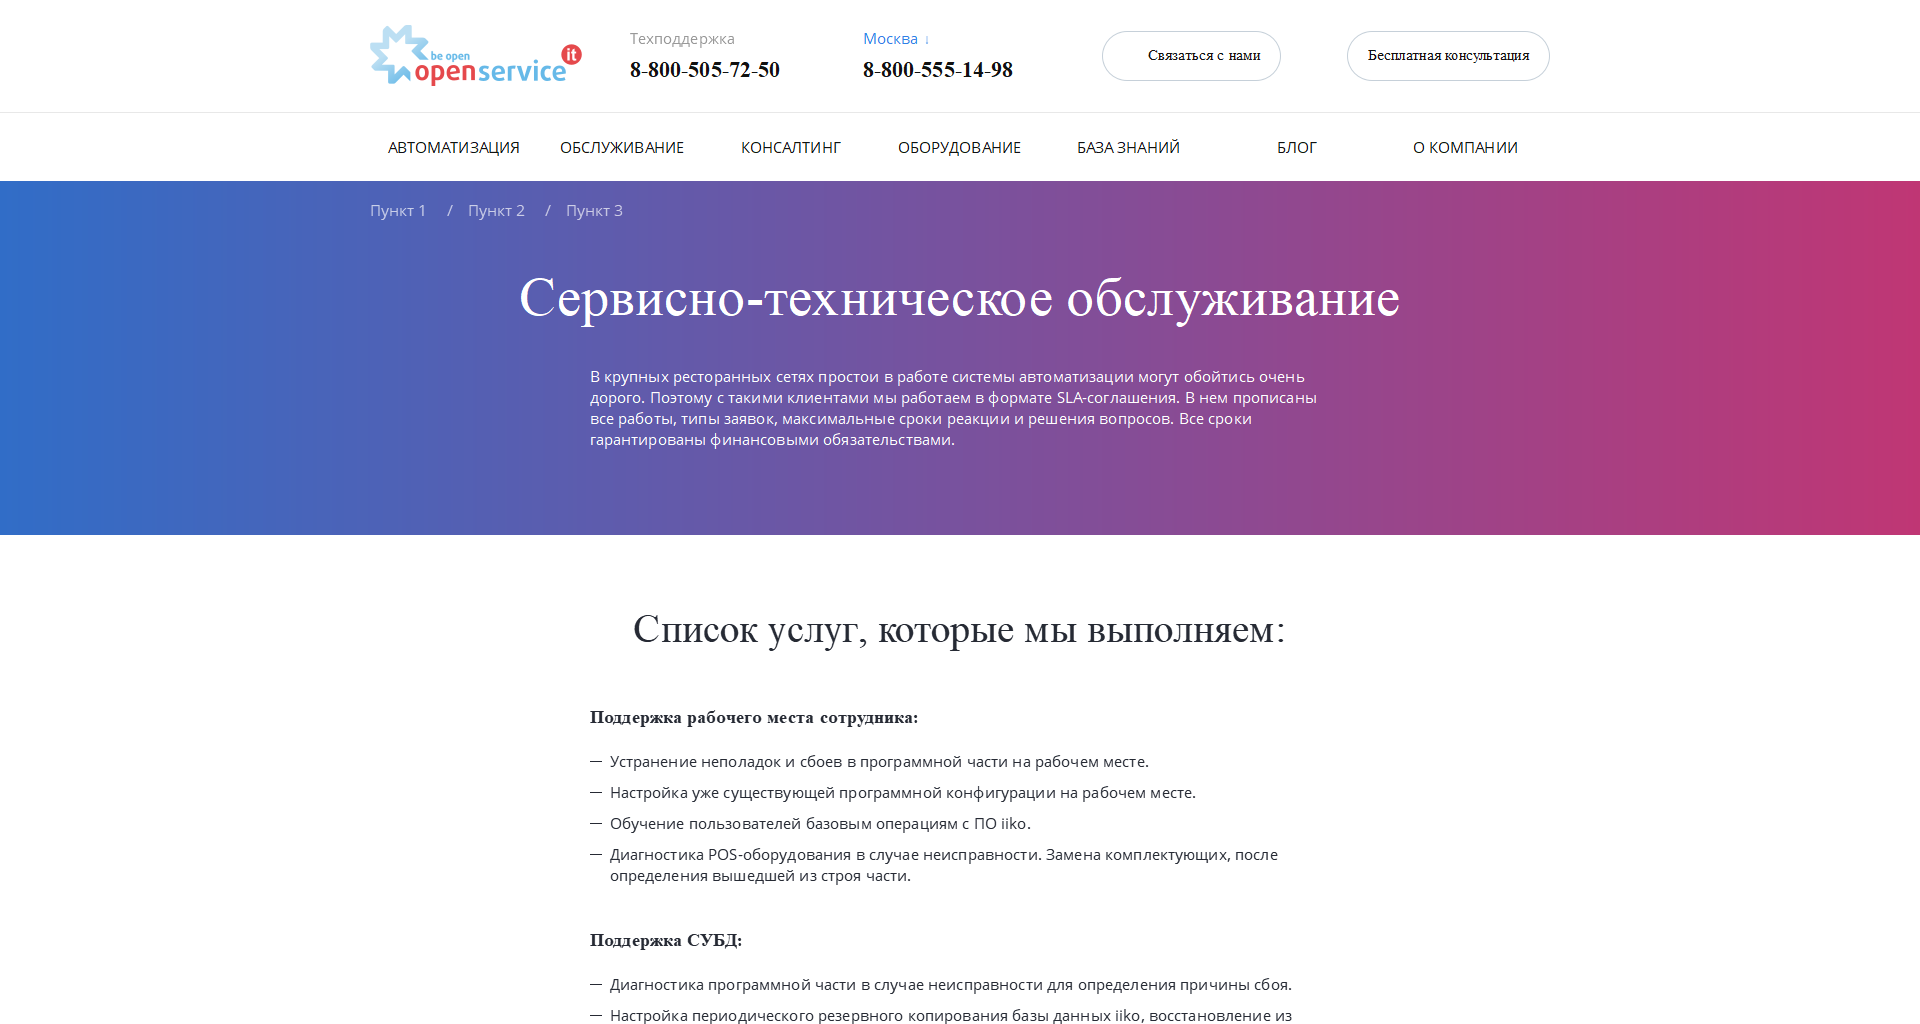 be open
openservice it
Техподдержка
8-800-505-72-50
Москва ↓
8-800-555-14-98
Связаться с нами
Бесплатная консультация
АВТОМАТИЗАЦИЯ ОБСЛУЖИВАНИЕ КОНСАЛТИНГ ОБОРУДОВАНИЕ БАЗА ЗНАНИЙ БЛОГ О КОМПАНИИ
Пункт 1 / Пункт 2 / Пункт 3
Сервисно-техническое обслуживание
В крупных ресторанных сетях простои в работе системы автоматизации могут обойтись очень
дорого. Поэтому с такими клиентами мы работаем в формате SLA-соглашения. В нем прописаны
все работы, типы заявок, максимальные сроки реакции и решения вопросов. Все сроки
гарантированы финансовыми обязательствами.
Список услуг, которые мы выполняем:
Поддержка рабочего места сотрудника:
— Устранение неполадок и сбоев в программной части на рабочем месте.
— Настройка уже существующей программной конфигурации на рабочем месте.
— Обучение пользователей базовым операциям с ПО iiko.
— Диагностика POS-оборудования в случае неисправности. Замена комплектующих, после
определения вышедшей из строя части.
Поддержка СУБД:
— Диагностика программной части в случае неисправности для определения причины сбоя.
— Настройка периодического резервного копирования базы данных iiko, восстановление из